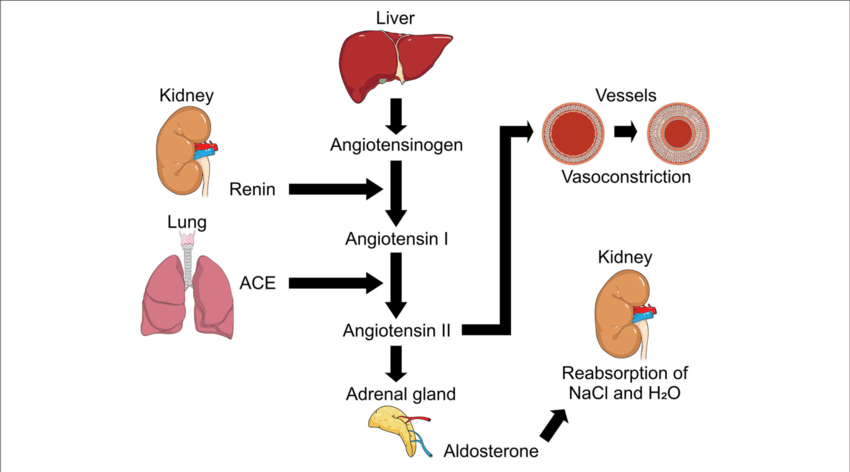 Liver
Kidney
Angiotensinogen
Renin
Lung
Angiotensin I
ACE
Angiotensin II
Adrenal gland
Aldosterone
Vessels
Vasoconstriction
Kidney
Reabsorption of
NaCl and H₂O